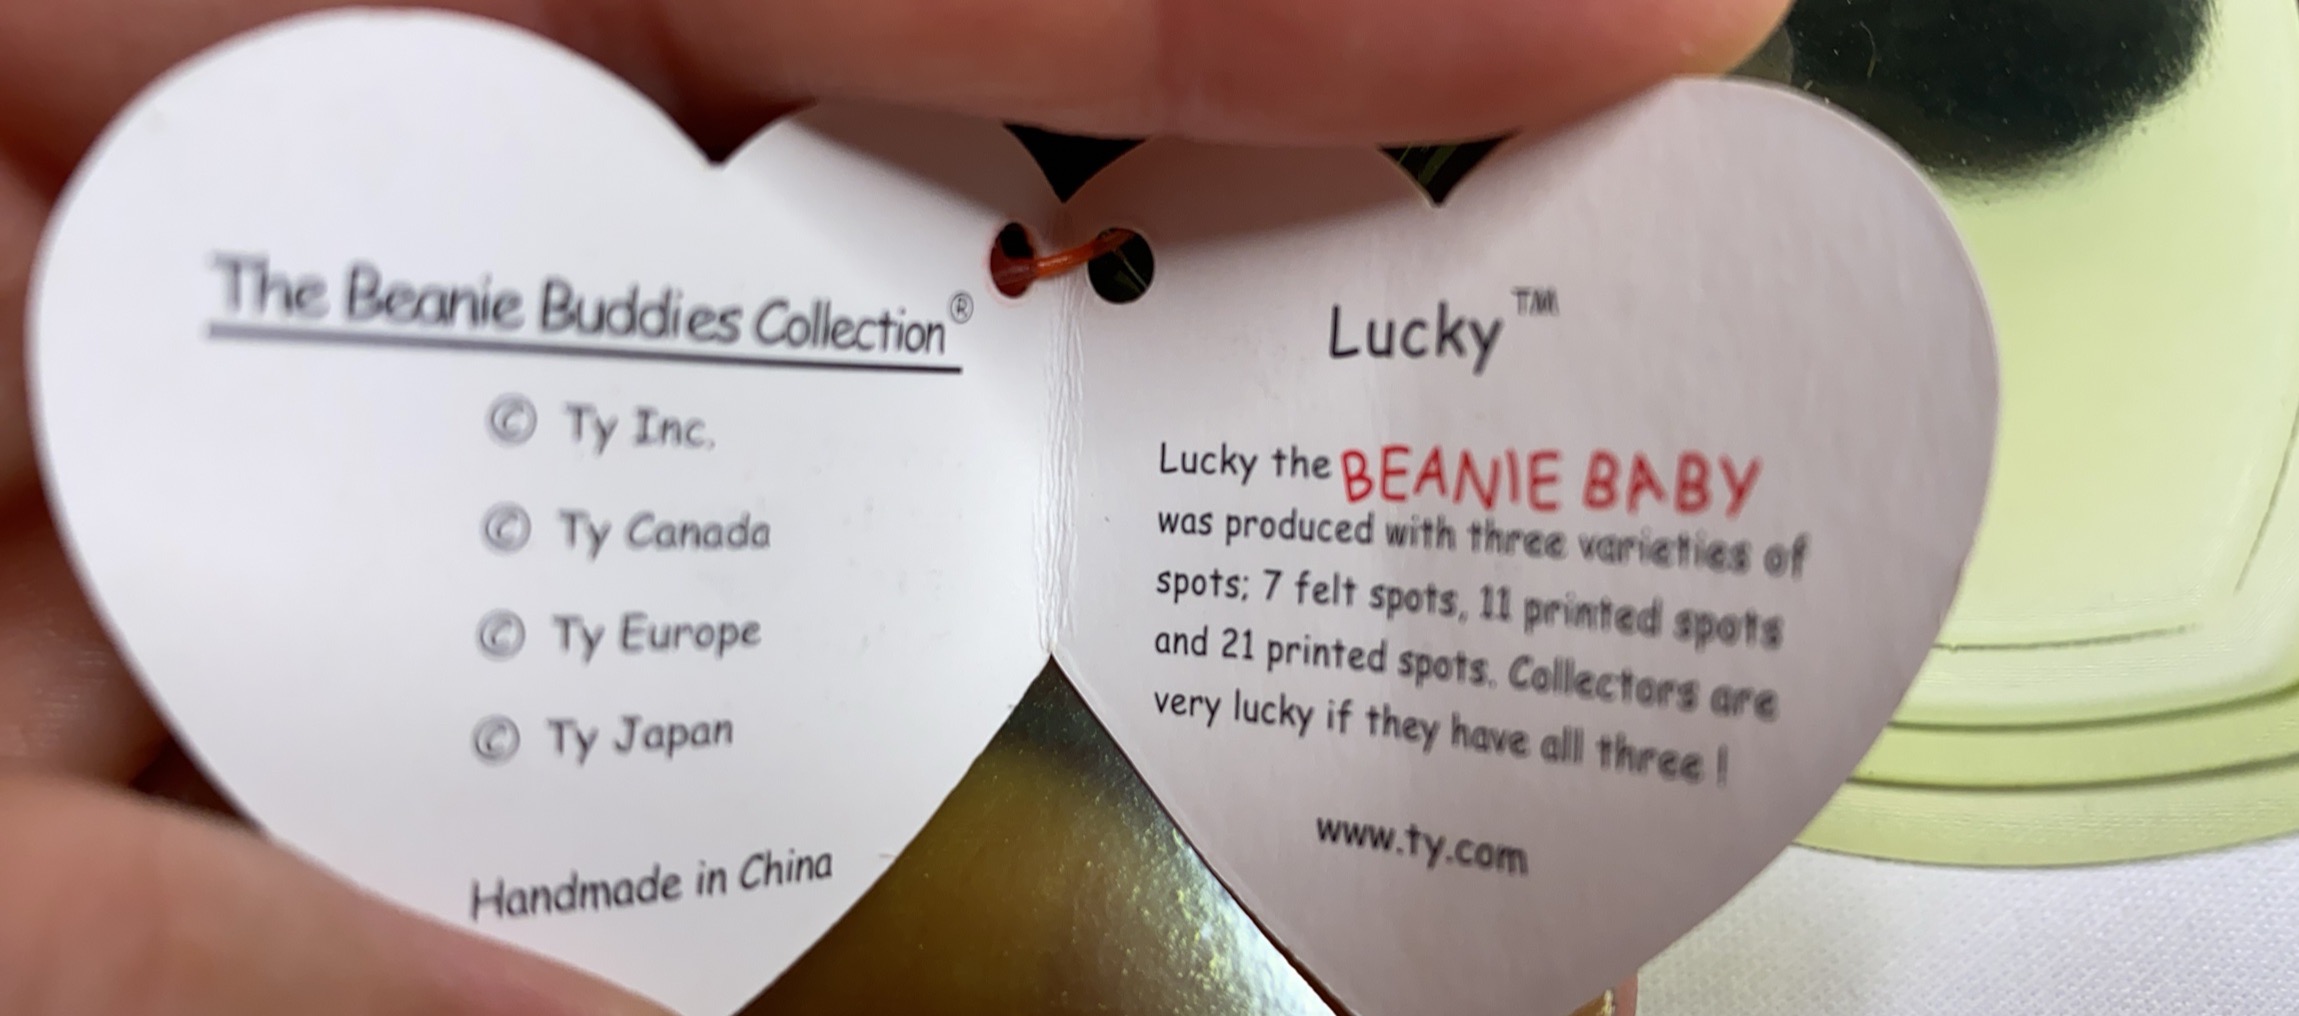 The Beanie Buddies Collection®
© Ty Inc.
© Ty Canada
© Ty Europe
© Ty Japan
Handmade in China
Lucky™
Lucky the BEANIE BABY
was produced with three varieties of
spots; 7 felt spots, 11 printed spots
and 21 printed spots. Collectors are
very lucky if they have all three !
www.ty.com